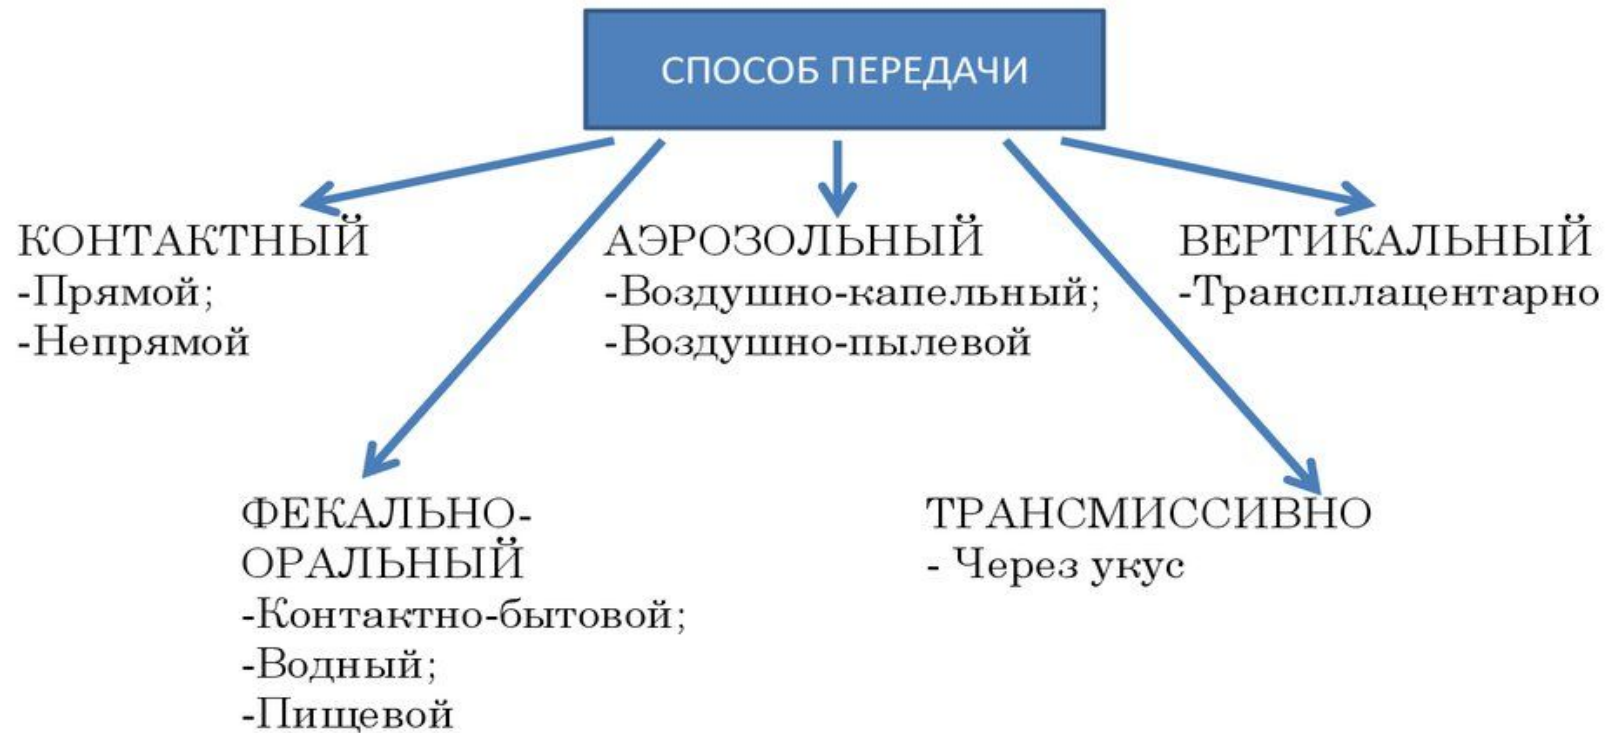 СПОСОБ ПЕРЕДАЧИ
КОНТАКТНЫЙ
-Прямой;
-Непрямой
АЭРОЗОЛЬНЫЙ
-Воздушно-капельный;
-Воздушно-пылевой
ВЕРТИКАЛЬНЫЙ
-Трансплацентарно
ФЕКАЛЬНО-
ОРАЛЬНЫЙ
-Контактно-бытовой;
-Водный;
-Пищевой
ТРАНСМИССИВНО
- Через укус